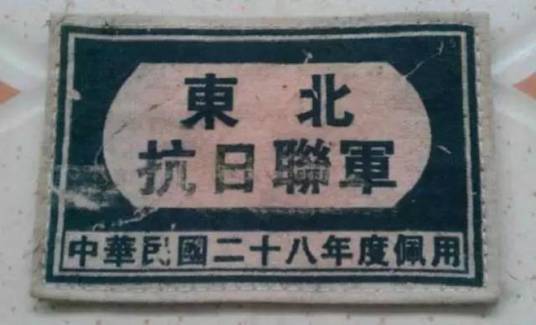 東北
抗日聯軍
中華民國二十八年度佩用